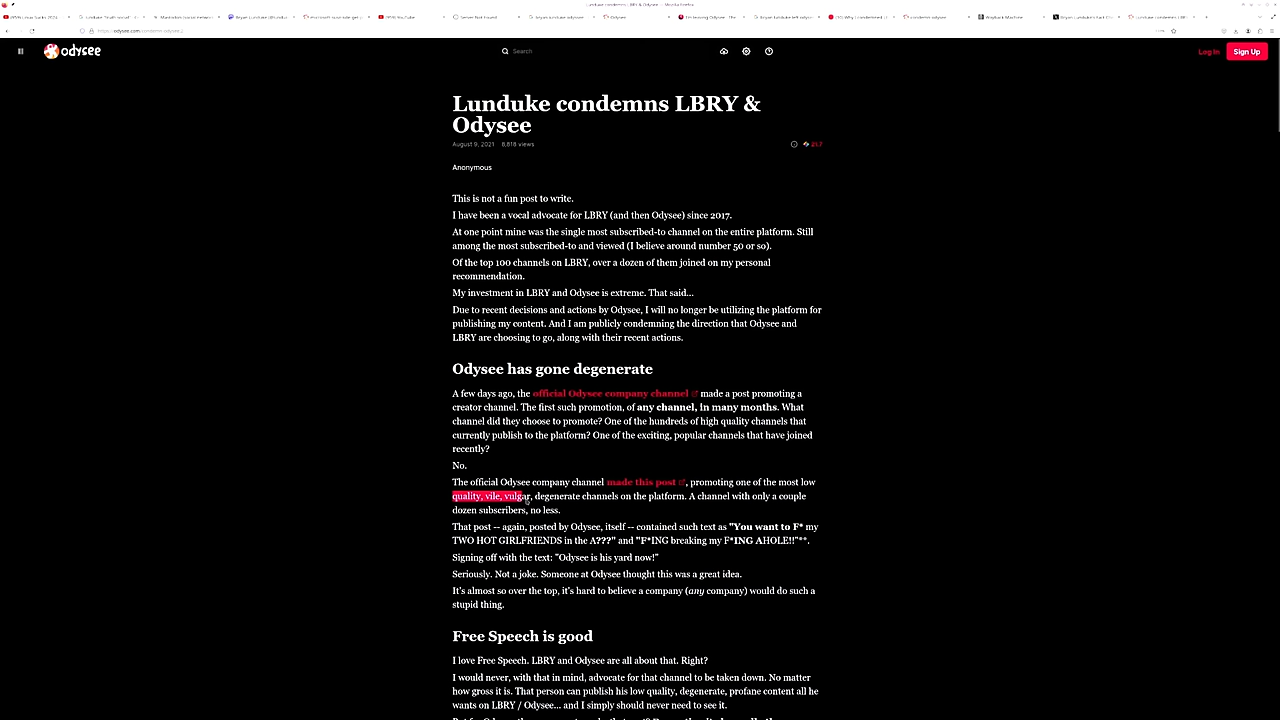 Lunduke condemns LBRY & Odysee — Mozilla Firefox
https://odysee.com/condemn-odysee:2
odysee
Search
Log In
Sign Up
Lunduke condemns LBRY &
Odysee
August 9, 2021 8,818 views
21.7
Anonymous
This is not a fun post to write.
I have been a vocal advocate for LBRY (and then Odysee) since 2017.
At one point mine was the single most subscribed-to channel on the entire platform. Still
among the most subscribed-to and viewed (I believe around number 50 or so).
Of the top 100 channels on LBRY, over a dozen of them joined on my personal
recommendation.
My investment in LBRY and Odysee is extreme. That said...
Due to recent decisions and actions by Odysee, I will no longer be utilizing the platform for
publishing my content. And I am publicly condemning the direction that Odysee and
LBRY are choosing to go, along with their recent actions.
Odysee has gone degenerate
A few days ago, the official Odysee company channel made a post promoting a
creator channel. The first such promotion, of any channel, in many months. What
channel did they choose to promote? One of the hundreds of high quality channels that
currently publish to the platform? One of the exciting, popular channels that have joined
recently?
No.
The official Odysee company channel made this post, promoting one of the most low
quality, vile, vulgar, degenerate channels on the platform. A channel with only a couple
dozen subscribers, no less.
That post -- again, posted by Odysee, itself -- contained such text as "You want to F* my
TWO HOT GIRLFRIENDS in the A???" and "F*ING breaking my F*ING AHOLE!!"**.
Signing off with the text: "Odysee is his yard now!"
Seriously. Not a joke. Someone at Odysee thought this was a great idea.
It's almost so over the top, it's hard to believe a company (any company) would do such a
stupid thing.
Free Speech is good
I love Free Speech. LBRY and Odysee are all about that. Right?
I would never, with that in mind, advocate for that channel to be taken down. No matter
how gross it is. That person can publish his low quality, degenerate, profane content all he
wants on LBRY / Odysee... and I simply should never need to see it.